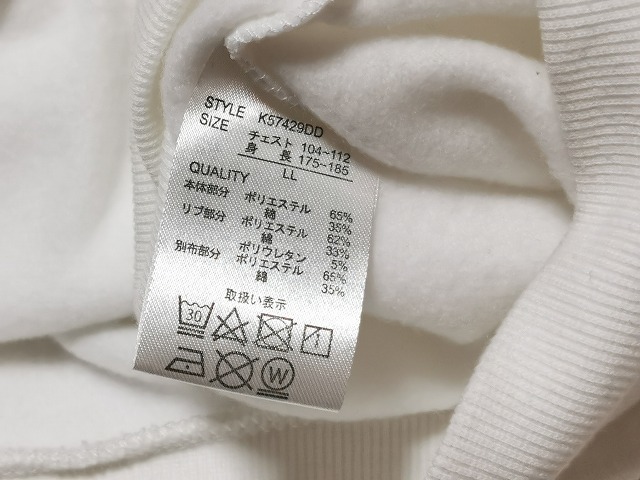 STYLE K57429DD
SIZE チェスト 104-112
身長 175-185
LL
QUALITY
本体部分 ポリエステル 65%
綿 35%
リブ部分 ポリエステル 62%
綿 33%
ポリウレタン 5%
別布部分 ポリエステル 65%
綿 35%
取扱い表示
30
W